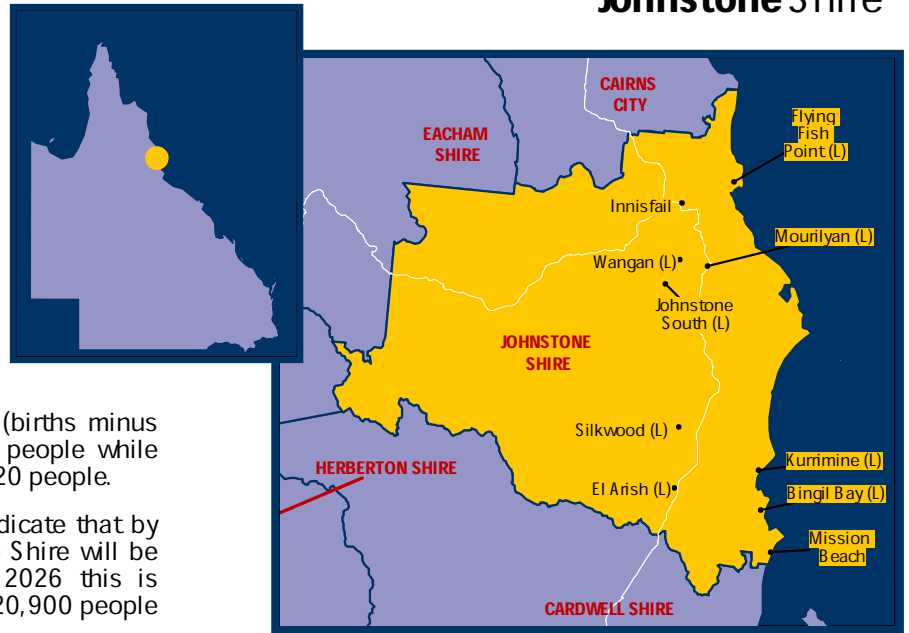 Johnstone Shire
CAIRNS
CITY
EACHAM
SHIRE
Flying
Fish
Point (L)
Innisfail
Mourilyan (L)
Wangan (L)
Johnstone
South (L)
JOHNSTONE
SHIRE
Silkwood (L)
Kurrimine (L)
HERBERTON SHIRE
El Arish (L)
Bingil Bay (L)
Mission
Beach
CARDWELL SHIRE
(births minus
people while
20 people.
dicate that by
Shire will be
2026 this is
20,900 people